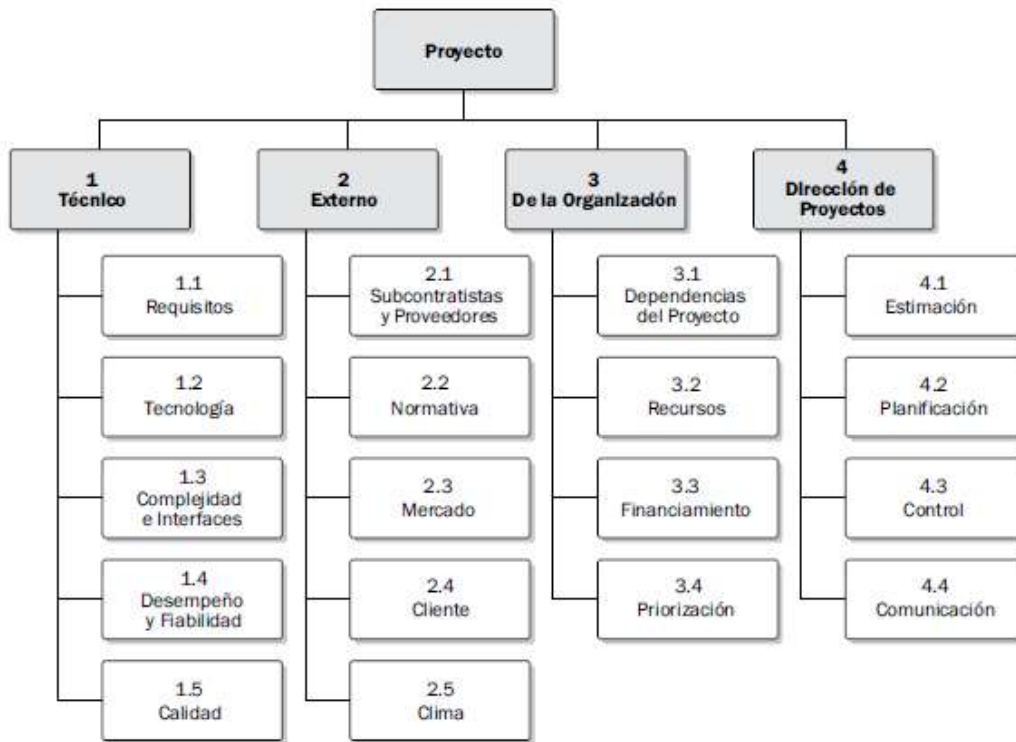 Proyecto
1
Técnico
2
Externo
3
De la Organización
4
Dirección de
Proyectos
1.1
Requisitos
1.2
Tecnología
1.3
Complejidad
e Interfaces
1.4
Desempeño
y Fiabilidad
1.5
Calidad
2.1
Subcontratistas
y Proveedores
2.2
Normativa
2.3
Mercado
2.4
Cliente
2.5
Clima
3.1
Dependencias
del Proyecto
3.2
Recursos
3.3
Financiamiento
3.4
Priorización
4.1
Estimación
4.2
Planificación
4.3
Control
4.4
Comunicación